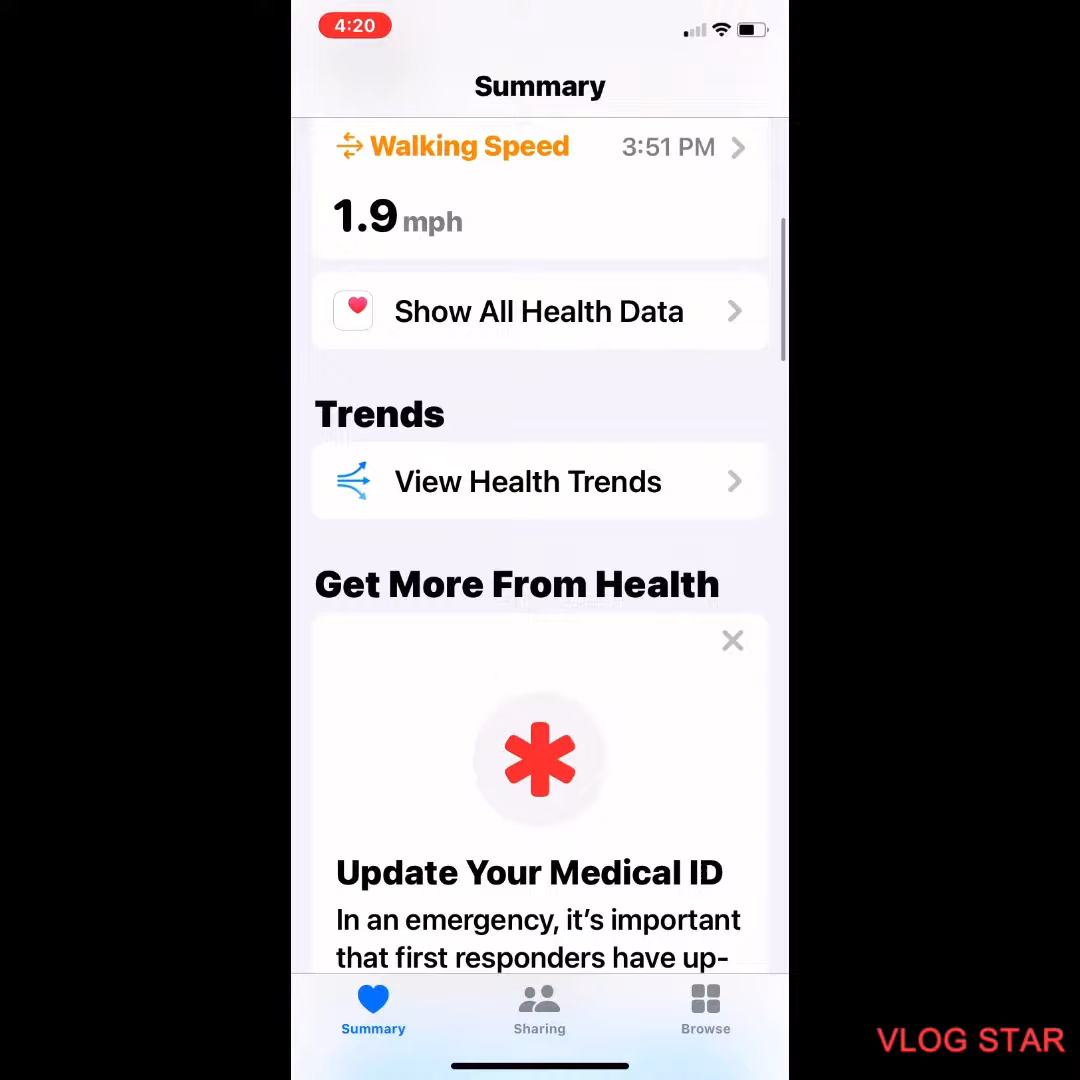 4:20
Summary
Walking Speed 3:51 PM
1.9 mph
Show All Health Data
Trends
View Health Trends
Get More From Health
Update Your Medical ID
In an emergency, it’s important
that first responders have up-
Summary Sharing Browse
VLOG STAR